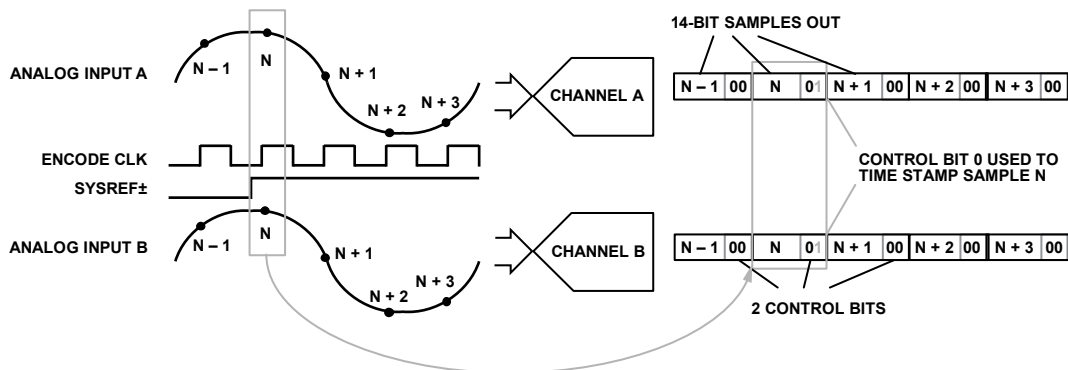 14-BIT SAMPLES OUT
ANALOG INPUT A
N – 1
N
N + 1
N + 2
N + 3
CHANNEL A
N – 1 00 N 01 N + 1 00 N + 2 00 N + 3 00
ENCODE CLK
SYSREF±
CONTROL BIT 0 USED TO
TIME STAMP SAMPLE N
ANALOG INPUT B
N – 1
N
N + 1
N + 2
N + 3
CHANNEL B
N – 1 00 N 01 N + 1 00 N + 2 00 N + 3 00
2 CONTROL BITS